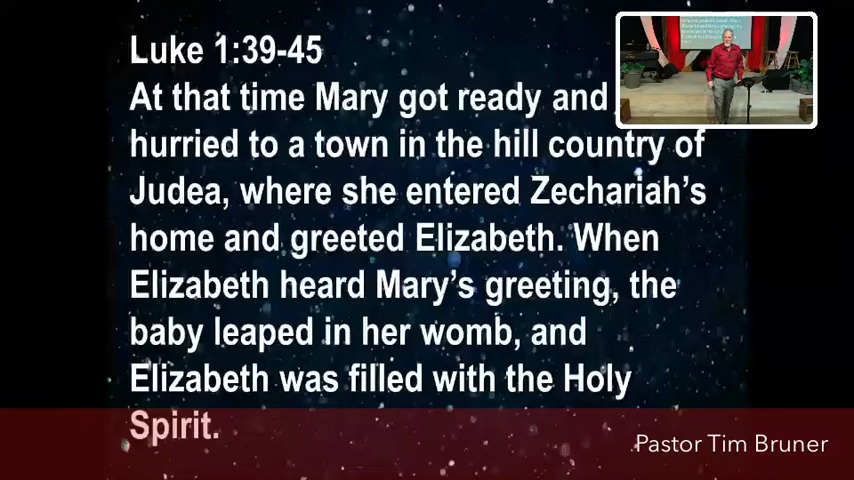 Luke 1:39-45
At that time Mary got ready and
hurried to a town in the hill country of
Judea, where she entered Zechariah's
home and greeted Elizabeth. When
Elizabeth heard Mary's greeting, the
baby leaped in her womb, and
Elizabeth was filled with the Holy
Spirit.
Pastor Tim Bruner